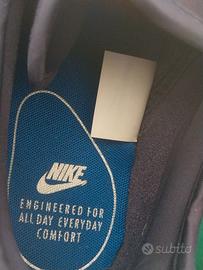 NIKE
ENGINEERED FOR
ALL DAY EVERYDAY
COMFORT
subito